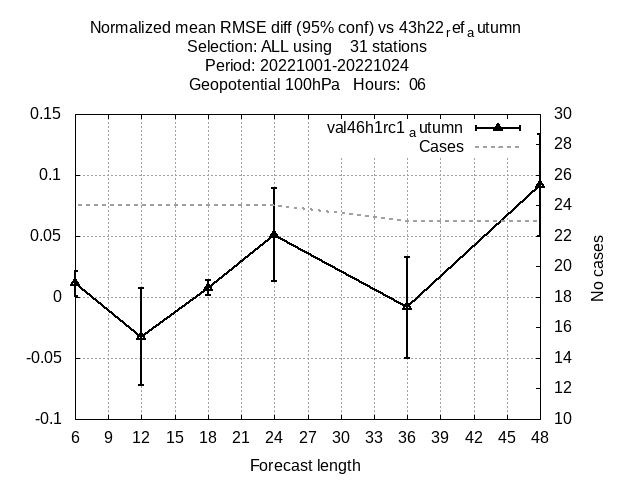 Normalized mean RMSE diff (95% conf) vs 43h22refautumn
Selection: ALL using    31 stations
Period: 20221001-20221024
Geopotential 100hPa   Hours:  06
val46h1rc1autumn
Cases
0.15
0.1
0.05
0
-0.05
-0.1
30
28
26
24
22
20
18
16
14
12
10
No cases
6 9 12 15 18 21 24 27 30 33 36 39 42 45 48
Forecast length